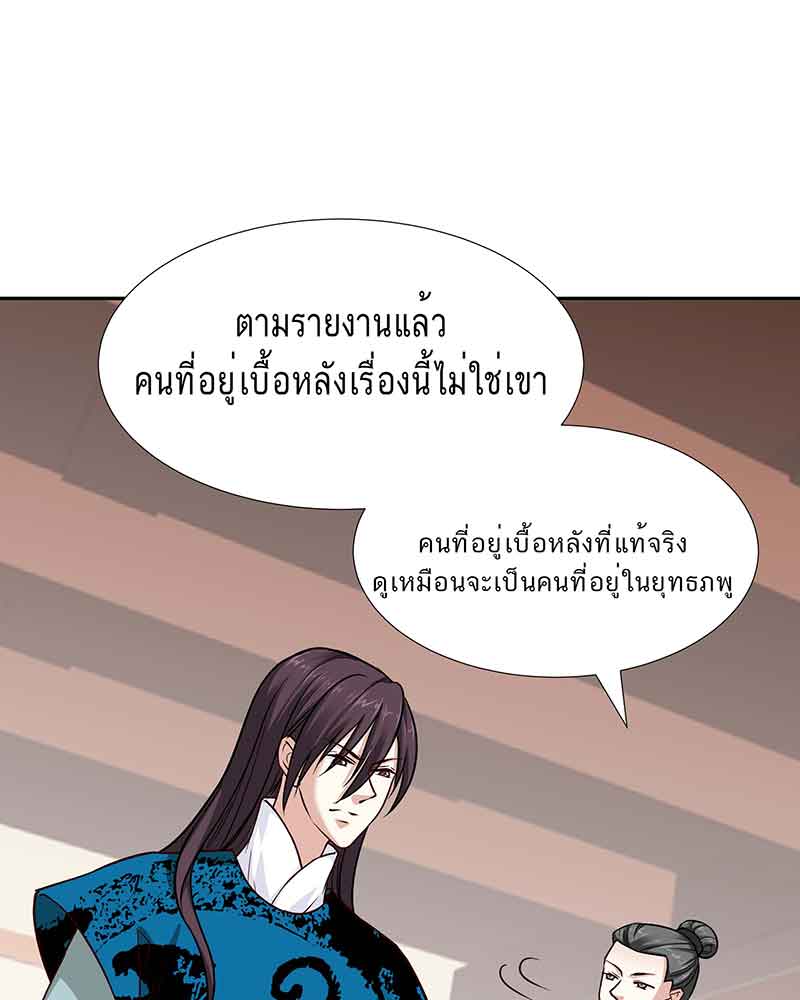 ตามรายงานแล้ว
คนที่อยู่เบื้อหลังเรื่องนี้ไม่ใช่เขา
คนที่อยู่เบื้อหลังที่แท้จริง
ดูเหมือนจะเป็นคนที่อยู่ในยุทธภพู